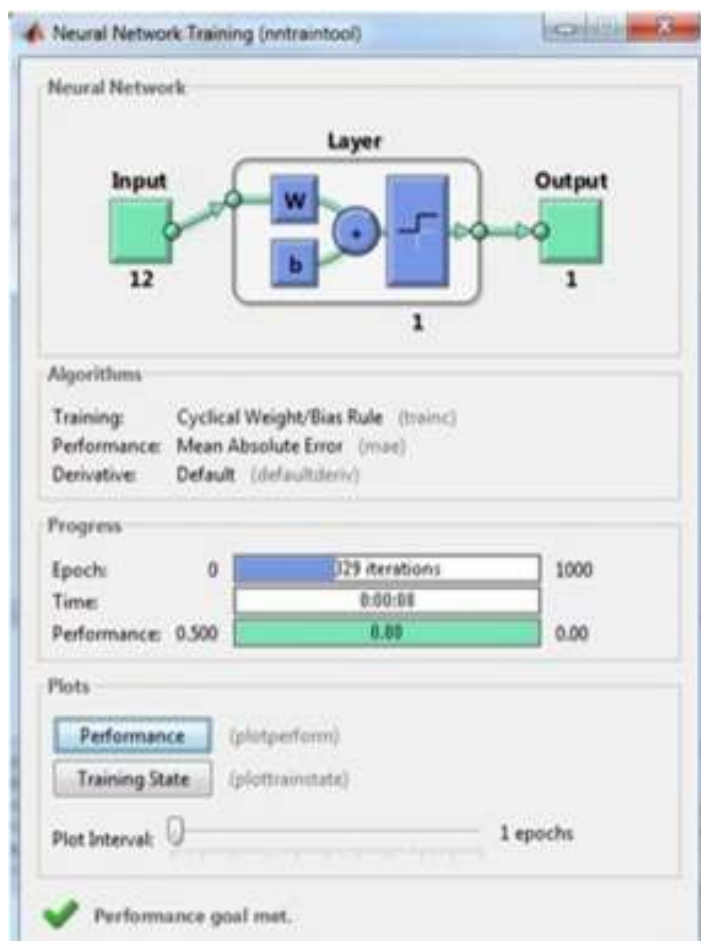 Neural Network Training (nntraintool)
Neural Network
Layer
Input
Output
W
b
+
12
1
1
Algorithms
Training: Cyclical Weight/Bias Rule (trainc)
Performance: Mean Absolute Error (mae)
Derivative: Default (defaultderiv)
Progress
Epoch: 0 329 iterations 1000
Time: 0:00:08
Performance: 0.500 0.00 0.00
Plots
Performance (plotperform)
Training State (plottrainstate)
Plot Interval: 1 epochs
Performance goal met.